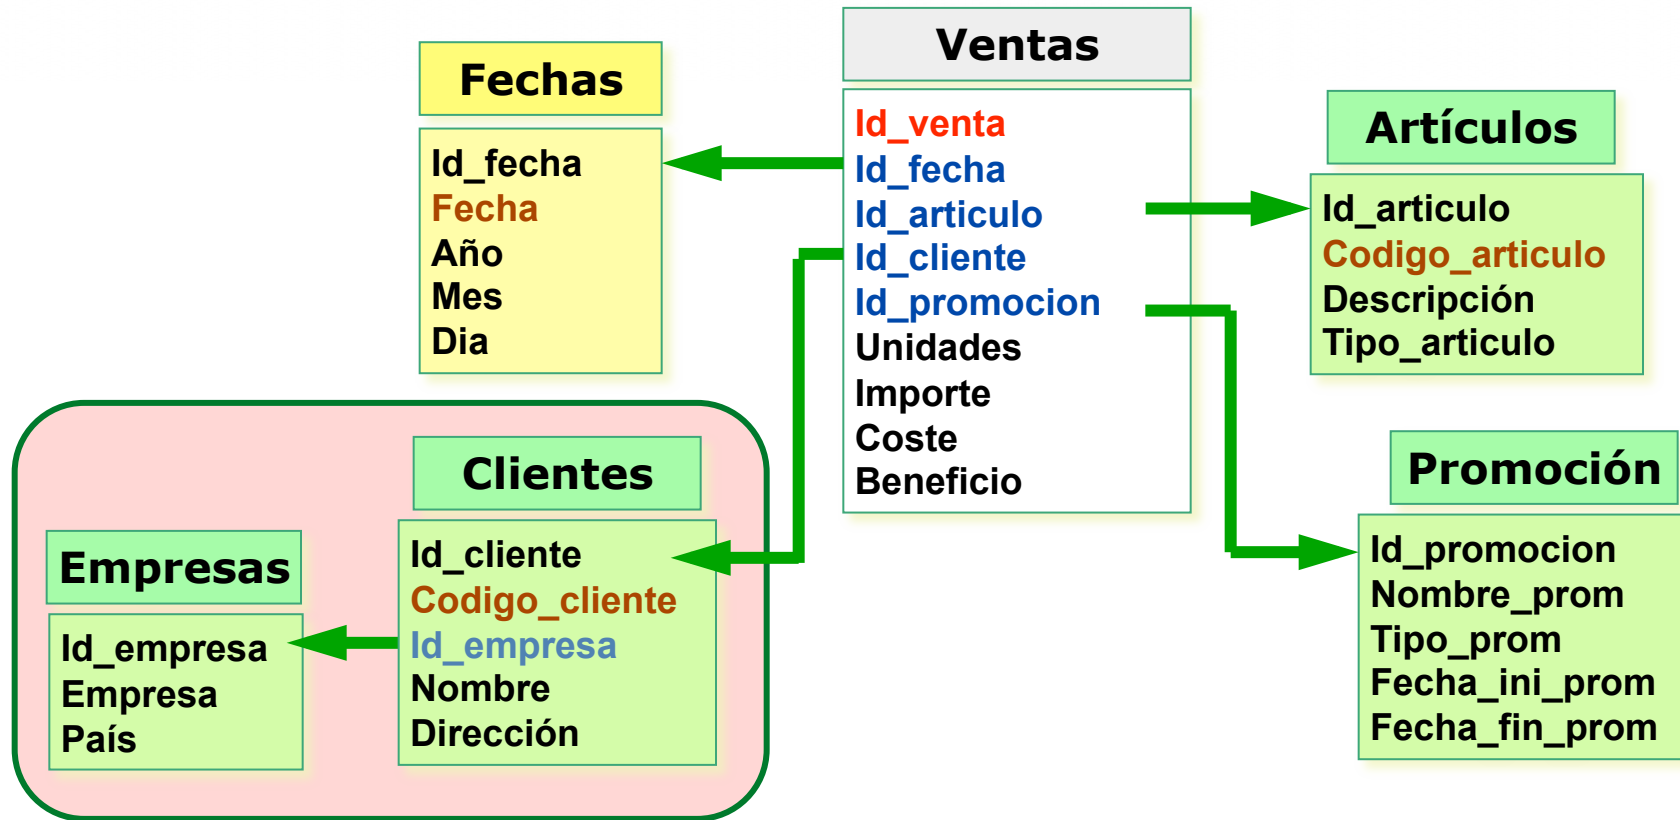 Ventas
Id_venta
Id_fecha
Id_articulo
Id_cliente
Id_promocion
Unidades
Importe
Coste
Beneficio
Fechas
Id_fecha
Fecha
Año
Mes
Dia
Artículos
Id_articulo
Codigo_articulo
Descripción
Tipo_articulo
Clientes
Id_cliente
Codigo_cliente
Id_empresa
Nombre
Dirección
Empresas
Id_empresa
Empresa
País
Promoción
Id_promocion
Nombre_prom
Tipo_prom
Fecha_ini_prom
Fecha_fin_prom